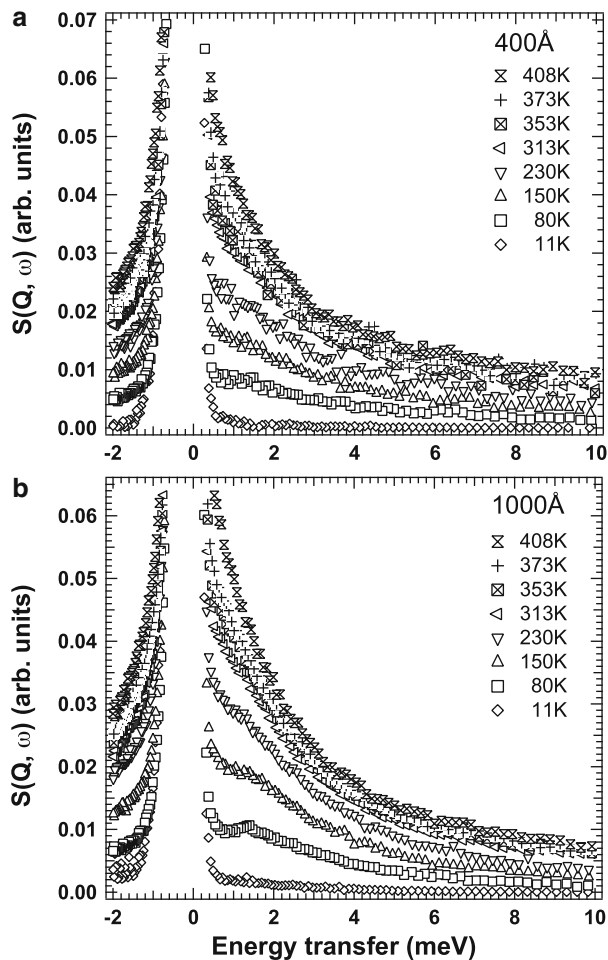 a
0.07
0.06
0.05
0.04
0.03
0.02
0.01
0.00
S(Q, ω) (arb. units)
400Å
408K
373K
353K
313K
230K
150K
80K
11K
-2 0 2 4 6 8 10
b
0.06
0.05
0.04
0.03
0.02
0.01
0.00
S(Q, ω) (arb. units)
1000Å
408K
373K
353K
313K
230K
150K
80K
11K
-2 0 2 4 6 8 10
Energy transfer (meV)